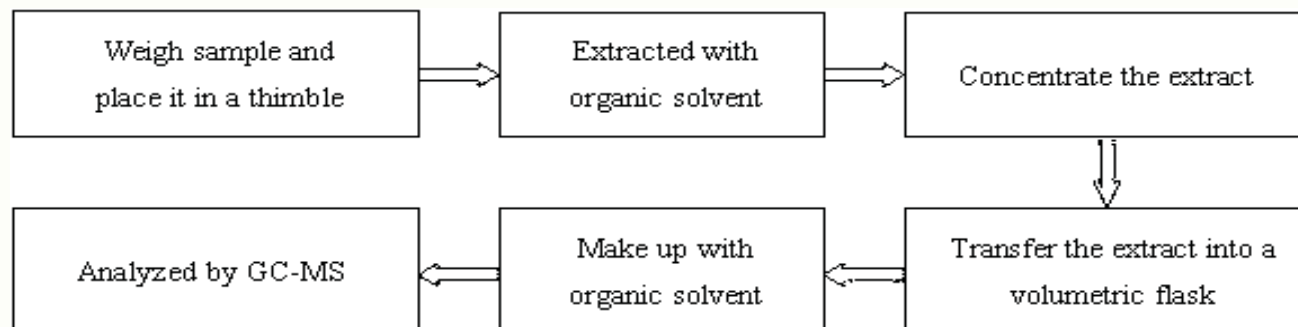 Weigh sample and
place it in a thimble
Extracted with
organic solvent
Concentrate the extract
Transfer the extract into a
volumetric flask
Make up with
organic solvent
Analyzed by GC-MS